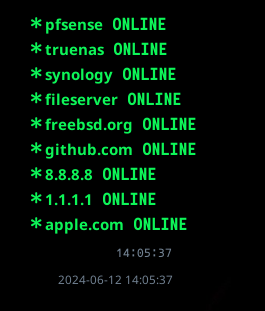 * pfsense ONLINE
* truenas ONLINE
* synology ONLINE
* fileserver ONLINE
* freebsd.org ONLINE
* github.com ONLINE
* 8.8.8.8 ONLINE
* 1.1.1.1 ONLINE
* apple.com ONLINE
14:05:37
2024-06-12 14:05:37